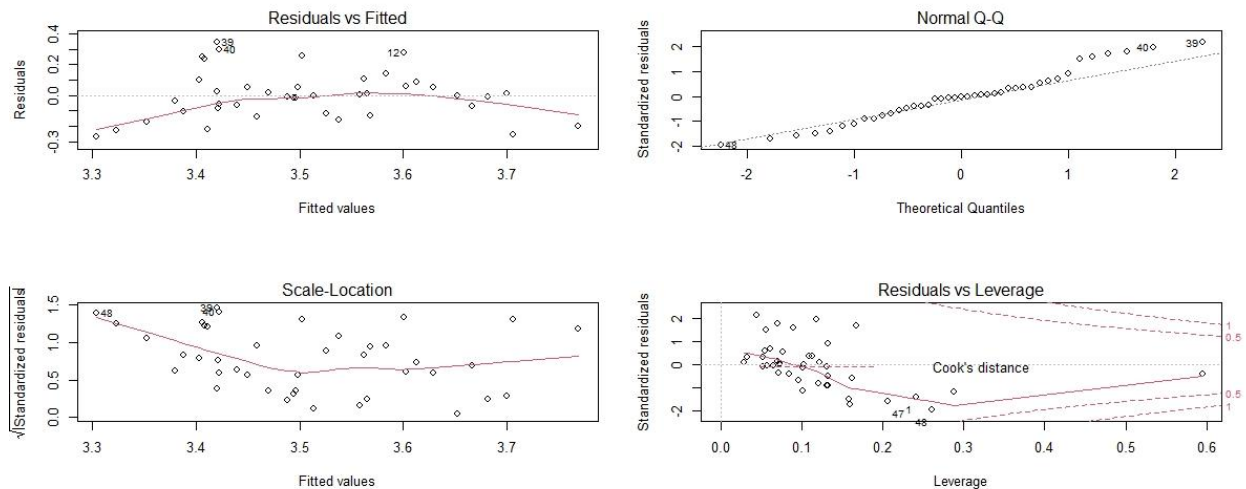 Residuals vs Fitted
Residuals
0.4
0.2
0.0
-0.3
39
40
12
3.3 3.4 3.5 3.6 3.7
Fitted values
Normal Q-Q
Standardized residuals
2
1
0
-1
-2
48
40
39
-2 -1 0 1 2
Theoretical Quantiles
Scale-Location
√|Standardized residuals|
1.5
1.0
0.5
0.0
48
39
40
3.3 3.4 3.5 3.6 3.7
Fitted values
Residuals vs Leverage
Standardized residuals
2
1
0
-1
-2
Cook's distance
47
1
48
1
0.5
0.5
1
0.0 0.1 0.2 0.3 0.4 0.5 0.6
Leverage